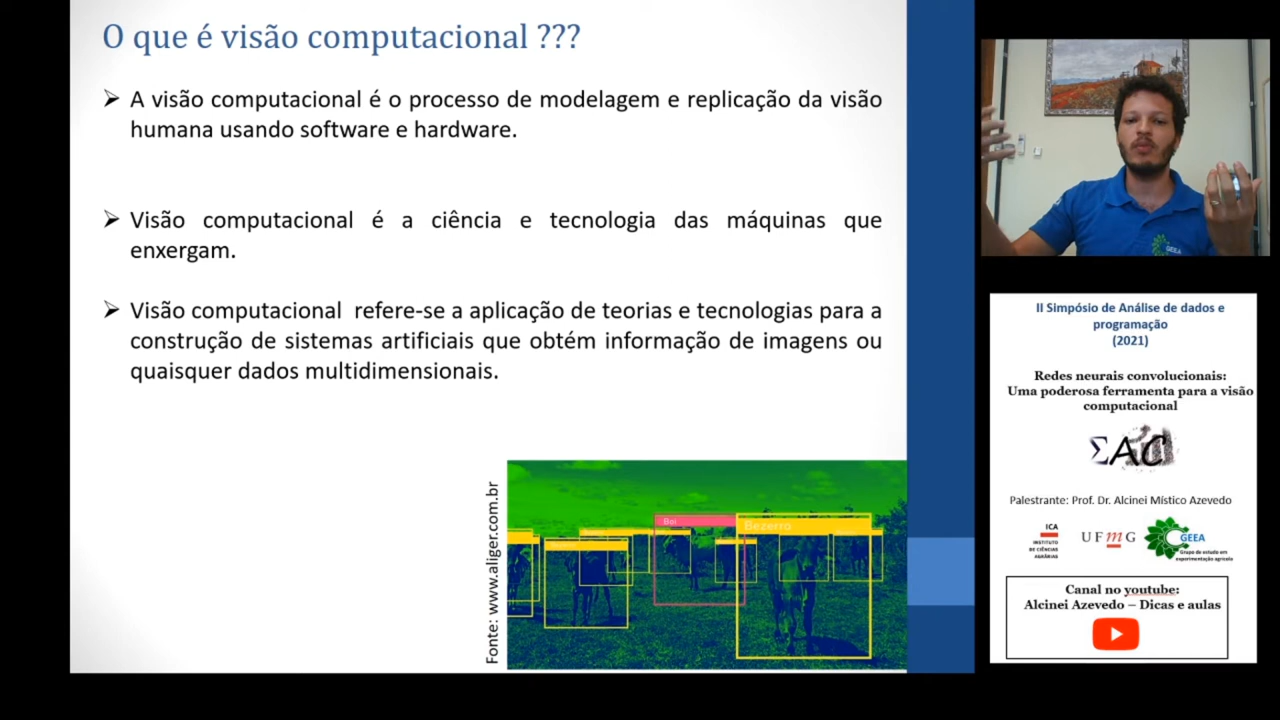 O que é visão computacional ???
➢ A visão computacional é o processo de modelagem e replicação da visão
humana usando software e hardware.
➢ Visão computacional é a ciência e tecnologia das máquinas que
enxergam.
➢ Visão computacional refere-se a aplicação de teorias e tecnologias para a
construção de sistemas artificiais que obtém informação de imagens ou
quaisquer dados multidimensionais.
Fonte: www.aliger.com.br
Boi
Bezerro
GEEA
II Simpósio de Análise de dados e
programação
(2021)
Redes neurais convolucionais:
Uma poderosa ferramenta para a visão
computacional
ΣAC
Palestrante: Prof. Dr. Alcinei Místico Azevedo
ICA
INSTITUTO
DE CIÊNCIAS
AGRÁRIAS
UFmG
GEEA
Grupo de estudo em
experimentação agrícola
Canal no youtube:
Alcinei Azevedo – Dicas e aulas